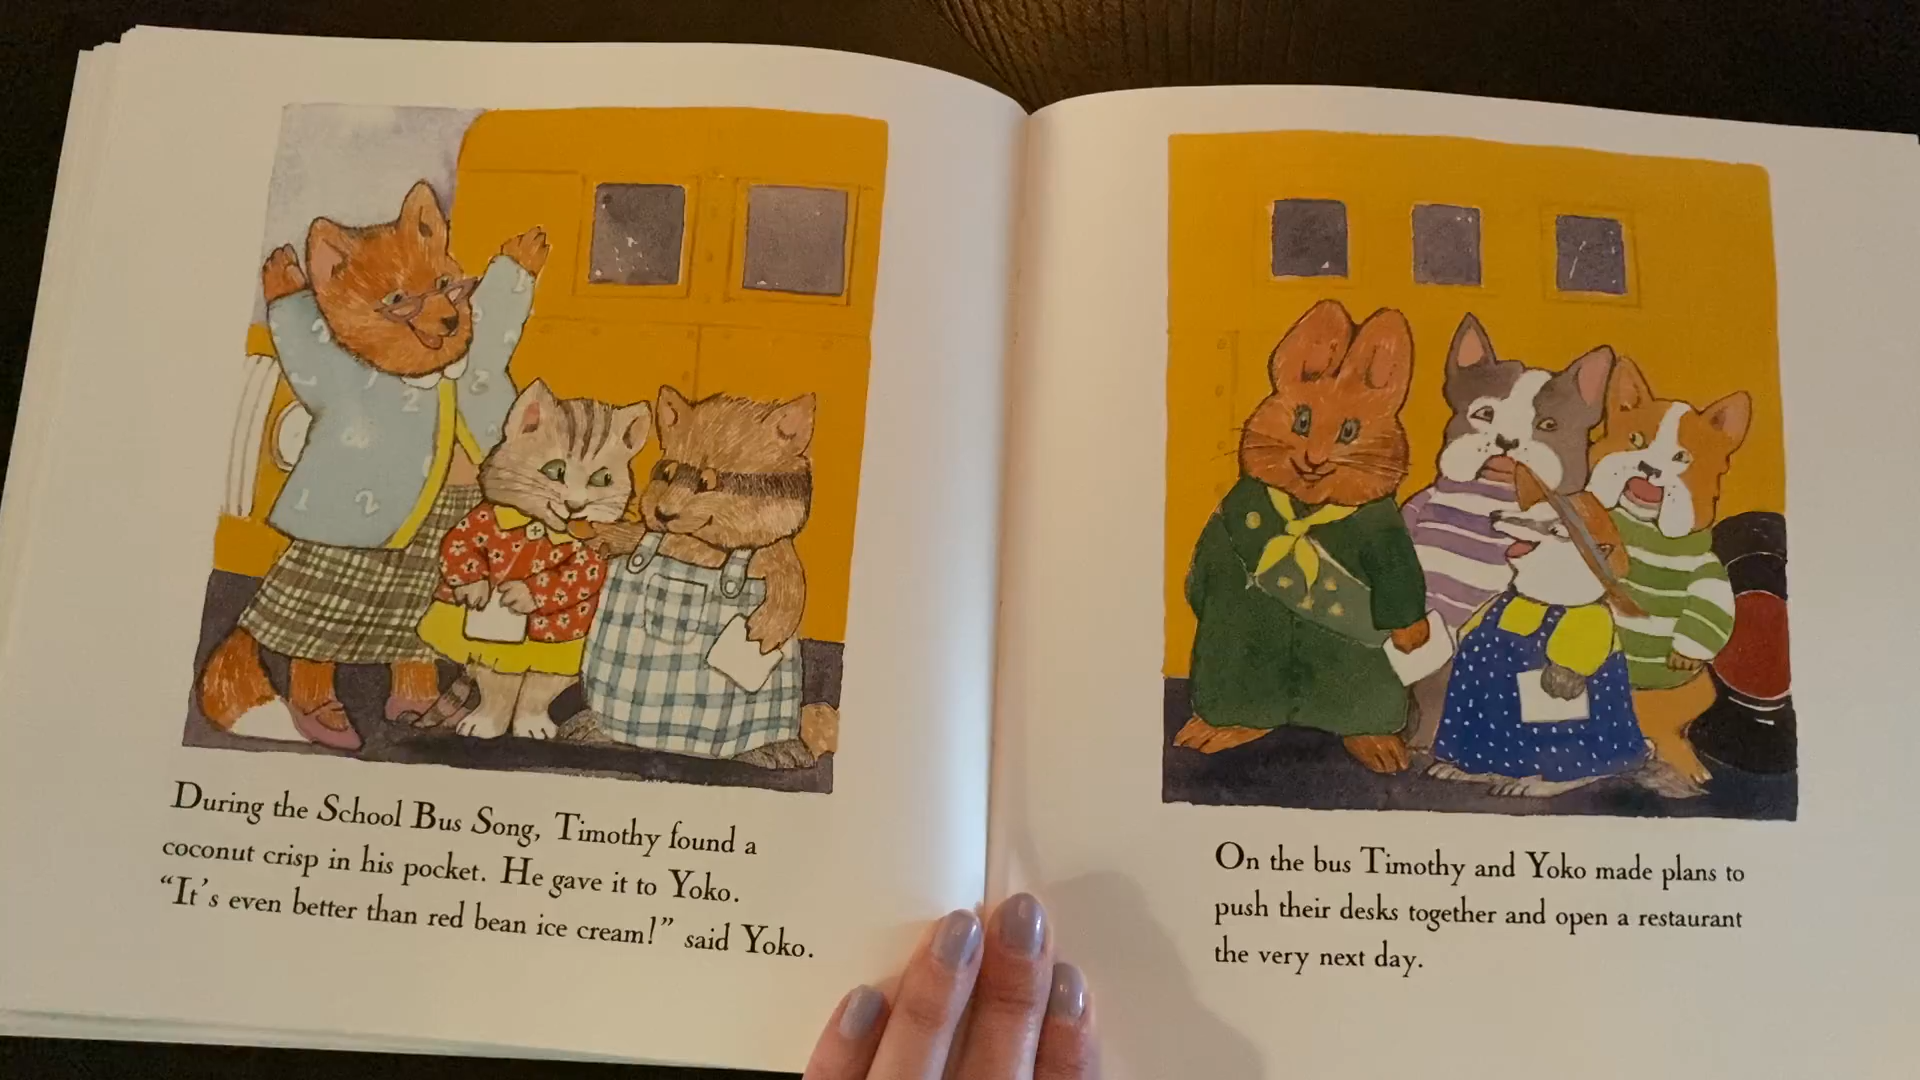 During the School Bus Song, Timothy found a
coconut crisp in his pocket. He gave it to Yoko.
“It’s even better than red bean ice cream!” said Yoko.
On the bus Timothy and Yoko made plans to
push their desks together and open a restaurant
the very next day.